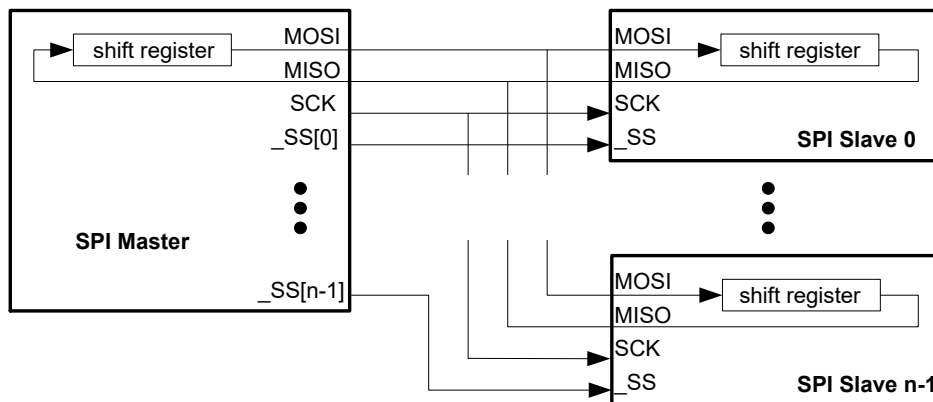 shift register
MOSI
MISO
SCK
_SS[0]
SPI Master
_SS[n-1]
MOSI
shift register
MISO
SCK
_SS
SPI Slave 0
MOSI
shift register
MISO
SCK
_SS
SPI Slave n-1